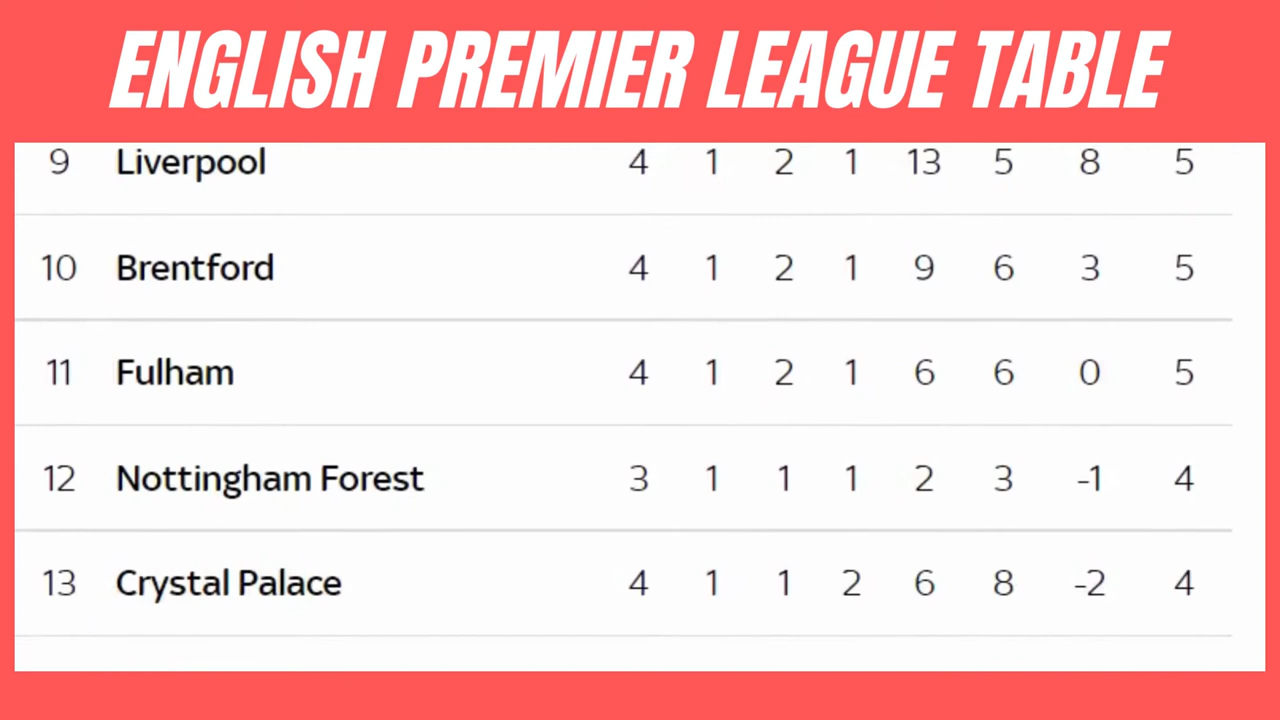 ENGLISH PREMIER LEAGUE TABLE
9 Liverpool 4 1 2 1 13 5 8 5
10 Brentford 4 1 2 1 9 6 3 5
11 Fulham 4 1 2 1 6 6 0 5
12 Nottingham Forest 3 1 1 1 2 3 -1 4
13 Crystal Palace 4 1 1 2 6 8 -2 4